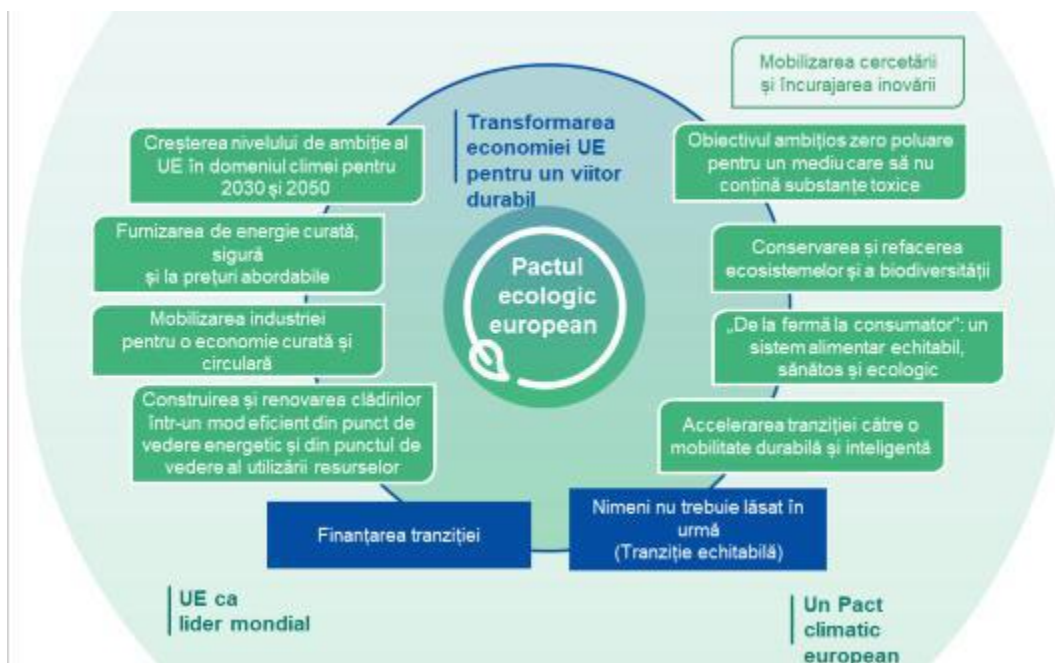 Mobilizarea cercetării
și încurajarea inovării
Transformarea
economiei UE
pentru un viitor
durabil
Creșterea nivelului de ambiție al
UE în domeniul climei pentru
2030 și 2050
Obiectivul ambițios zero poluare
pentru un mediu care să nu
conțină substanțe toxice
Furnizarea de energie curată,
sigură
și la prețuri abordabile
Conservarea și refacerea
ecosistemelor și a biodiversității
Pactul
ecologic
european
Mobilizarea industriei
pentru o economie curată și
circulară
„De la fermă la consumator”: un
sistem alimentar echitabil,
sănătos și ecologic
Construirea și renovarea clădirilor
într-un mod eficient din punct de
vedere energetic și din punctul de
vedere al utilizării resurselor
Accelerarea tranziției către o
mobilitate durabilă și inteligentă
Finanțarea tranziției
Nimeni nu trebuie lăsat în
urmă
(Tranziție echitabilă)
UE ca
lider mondial
Un Pact
climatic
european